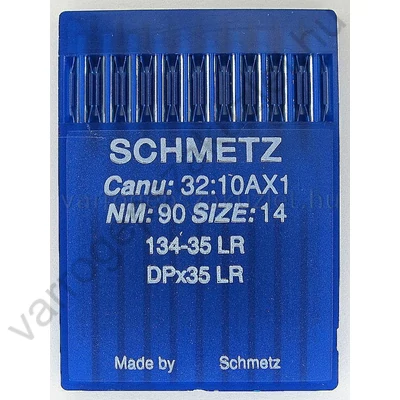 SCHMETZ
Canu: 32:10AX1
NM: 90 SIZE: 14
134-35 LR
DPx35 LR
Made by Schmetz